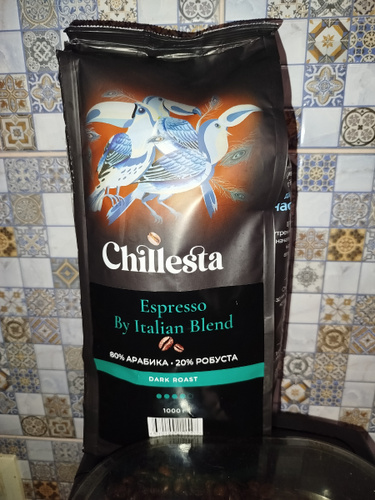 Chillesta
Espresso
By Italian Blend
80% АРАБИКА • 20% РОБУСТА
DARK ROAST
1000 Г